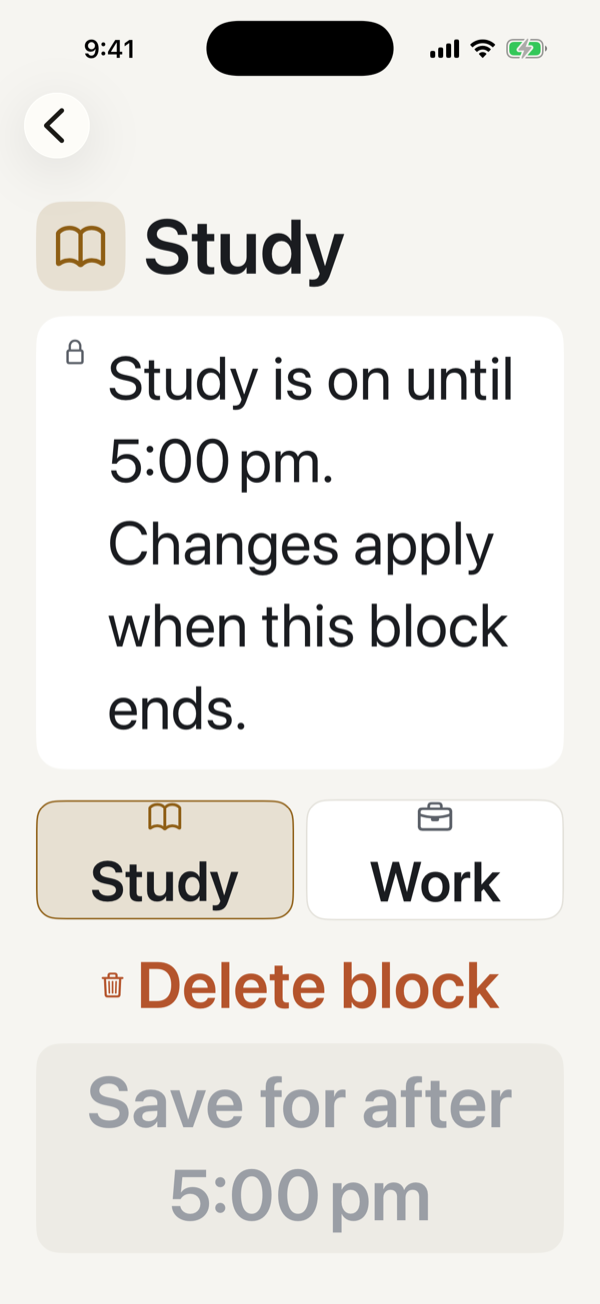 9:41
Study
Study is on until
5:00 pm.
Changes apply
when this block
ends.
Study
Work
Delete block
Save for after
5:00 pm